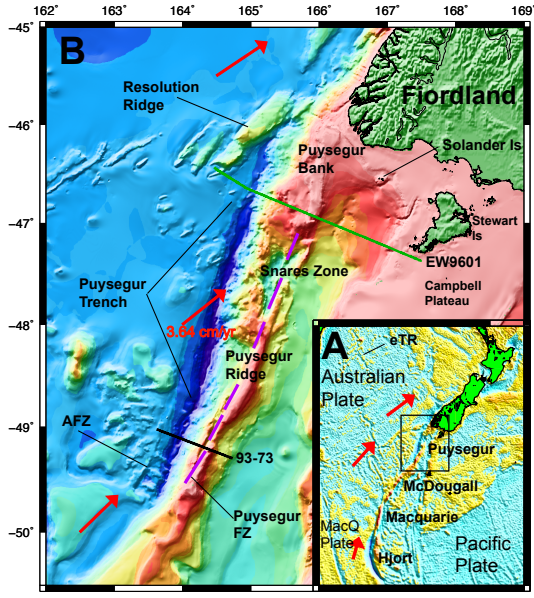 162° 163° 164° 165° 166° 167° 168° 169°
−45°
−46°
−47°
−48°
−49°
−50°
B
Resolution
Ridge
Fiordland
Puysegur
Bank
Solander Is
Stewart
Is
Snares Zone
EW9601
Campbell
Plateau
Puysegur
Trench
3.64 cm/yr
Puysegur
Ridge
AFZ
93-73
Puysegur
FZ
A
eTR
Australian
Plate
Puysegur
McDougall
Macquarie
MacQ
Plate
Hjort
Pacific
Plate